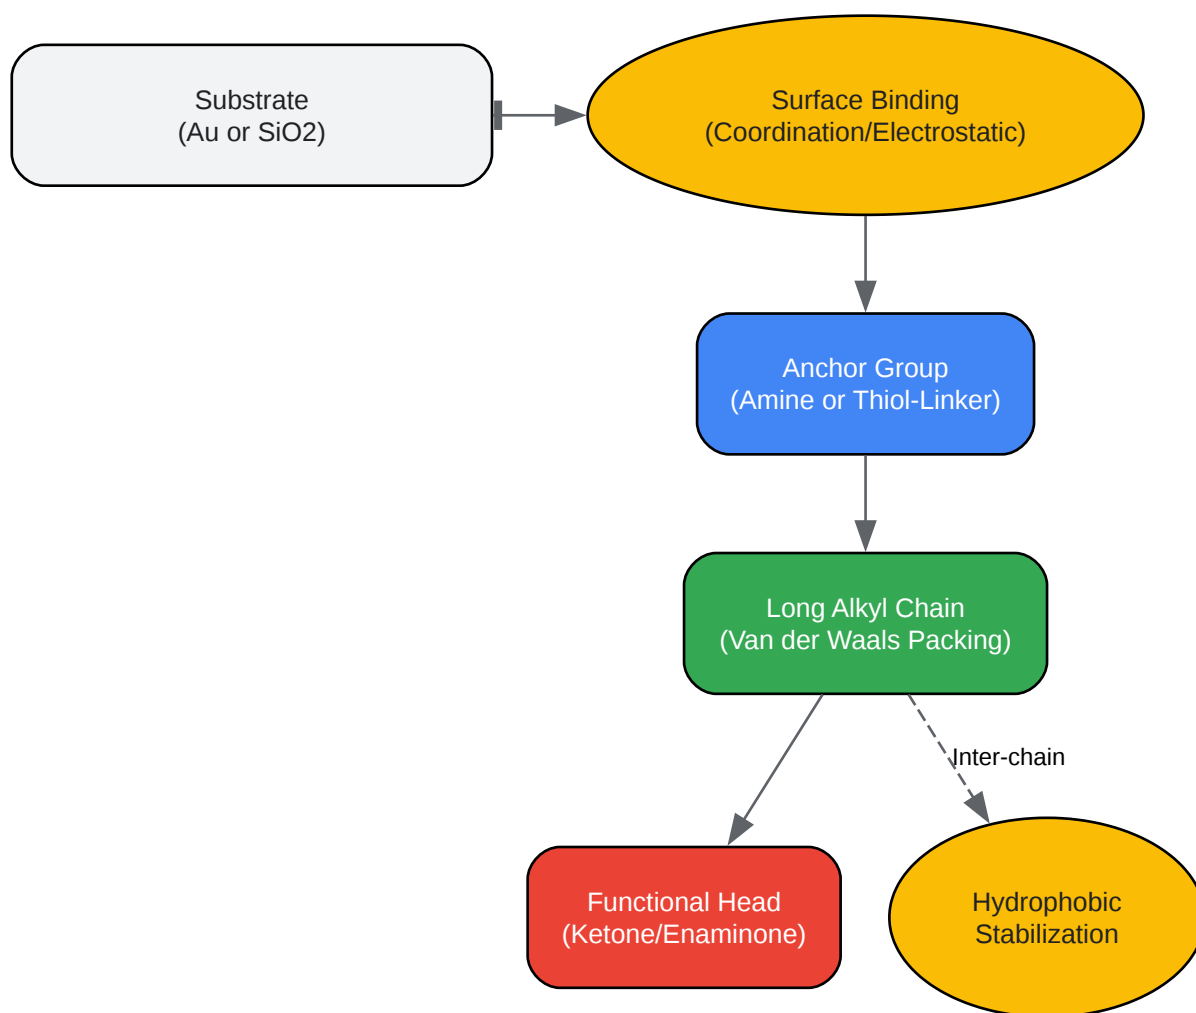 Substrate
(Au or SiO2)
Surface Binding
(Coordination/Electrostatic)
Anchor Group
(Amine or Thiol-Linker)
Long Alkyl Chain
(Van der Waals Packing)
Inter-chain
Functional Head
(Ketone/Enaminone)
Hydrophobic
Stabilization